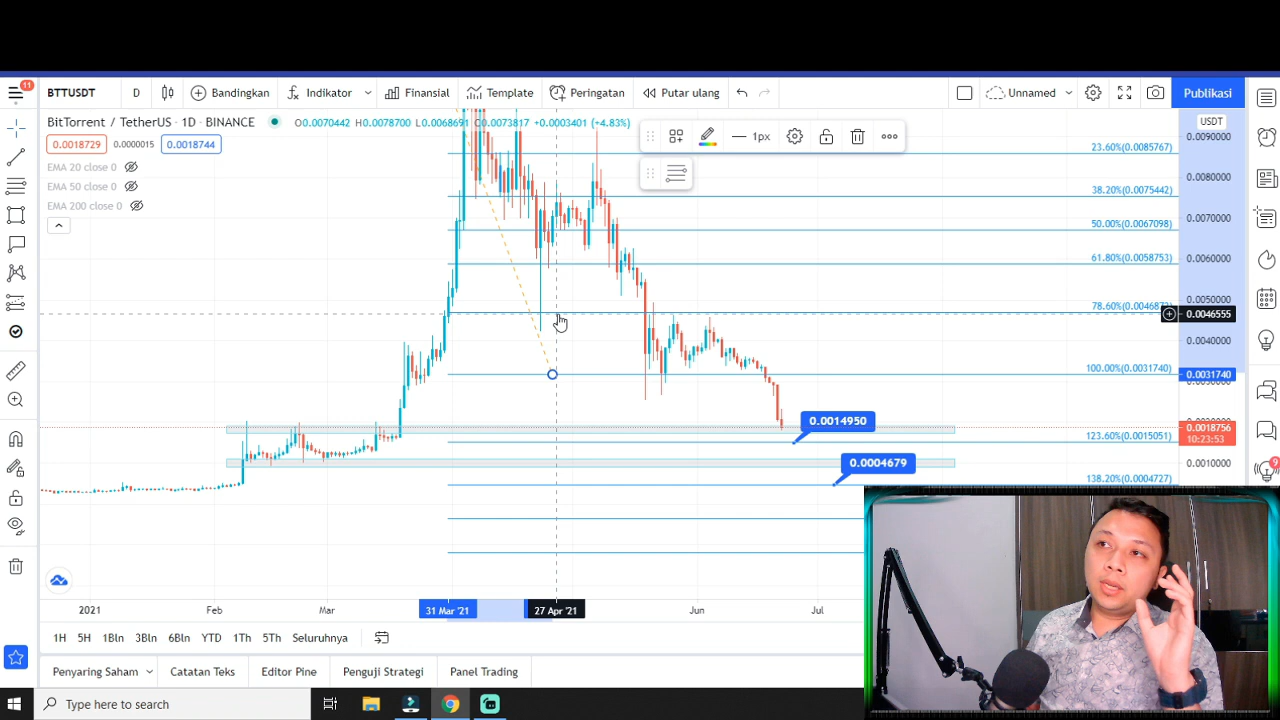 11
BTTUSDT D Bandingkan Indikator Finansial Template Peringatan Putar ulang Unnamed Publikasi
BitTorrent / TetherUS · 1D · BINANCE O0.0070442 H0.0078700 L0.0068691 C0.0073817 +0.0003401 (+4.83%)
USDT
0.0018729 0.0000015 0.0018744
1px
EMA 20 close 0
EMA 50 close 0
EMA 200 close 0
0.0090000
23.60%(0.0085767)
0.0080000
38.20%(0.0075442)
50.00%(0.0067098)
0.0070000
61.80%(0.0058753)
0.0060000
78.60%(0.0046872)
0.0050000
0.0046555
0.0040000
100.00%(0.0031740)
0.0031740
0.0014950
0.0018756
10:23:53
123.60%(0.0015051)
0.0004679
0.0010000
9
138.20%(0.0004727)
2021 Feb Mar 31 Mar '21 27 Apr '21 Jun Jul
1H 5H 1Bln 3Bln 6Bln YTD 1Th 5Th Seluruhnya
Penyaring Saham Catatan Teks Editor Pine Penguji Strategi Panel Trading
Type here to search